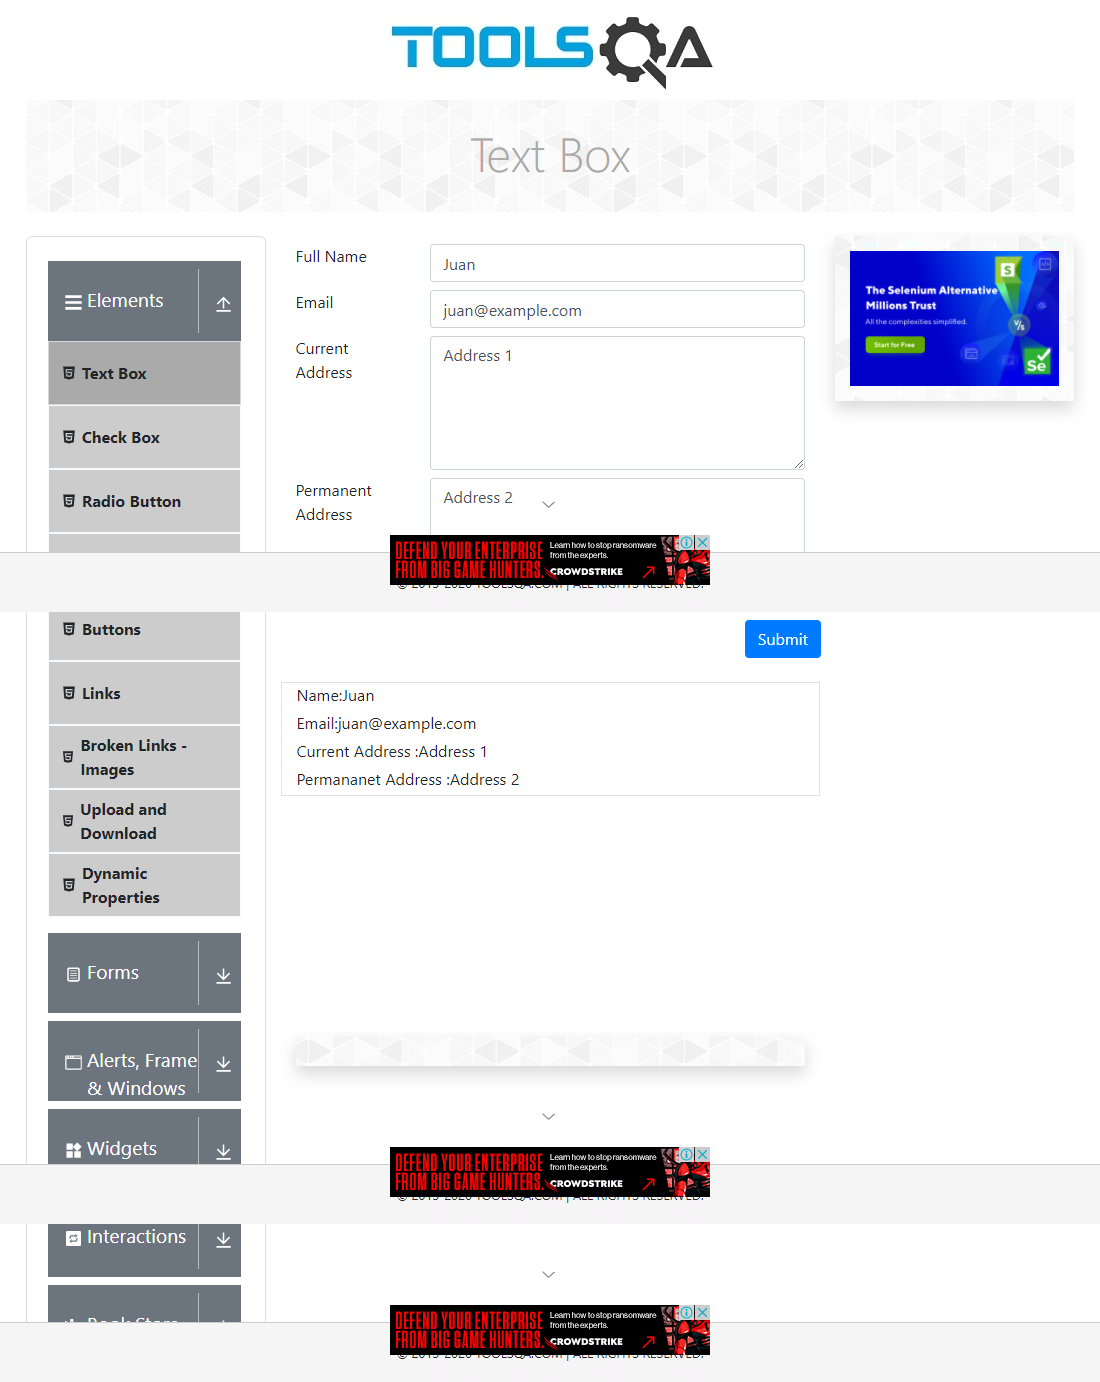 TOOLSQA
Text Box
Elements
Text Box
Check Box
Radio Button
Full Name
Juan
Email
juan@example.com
Current
Address
Address 1
Permanent
Address
Address 2
The Selenium Alternative
Millions Trust
All the complexities simplified.
Start for Free
S
V/s
Se
DEFEND YOUR ENTERPRISE
FROM BIG GAME HUNTERS.
Learn how to stop ransomware
from the experts.
CROWDSTRIKE
Buttons
Links
Broken Links -
Images
Upload and
Download
Dynamic
Properties
Submit
Name:Juan
Email:juan@example.com
Current Address :Address 1
Permananet Address :Address 2
Forms
Alerts, Frame
& Windows
Widgets
DEFEND YOUR ENTERPRISE
FROM BIG GAME HUNTERS.
Learn how to stop ransomware
from the experts.
CROWDSTRIKE
Interactions
DEFEND YOUR ENTERPRISE
FROM BIG GAME HUNTERS.
Learn how to stop ransomware
from the experts.
CROWDSTRIKE